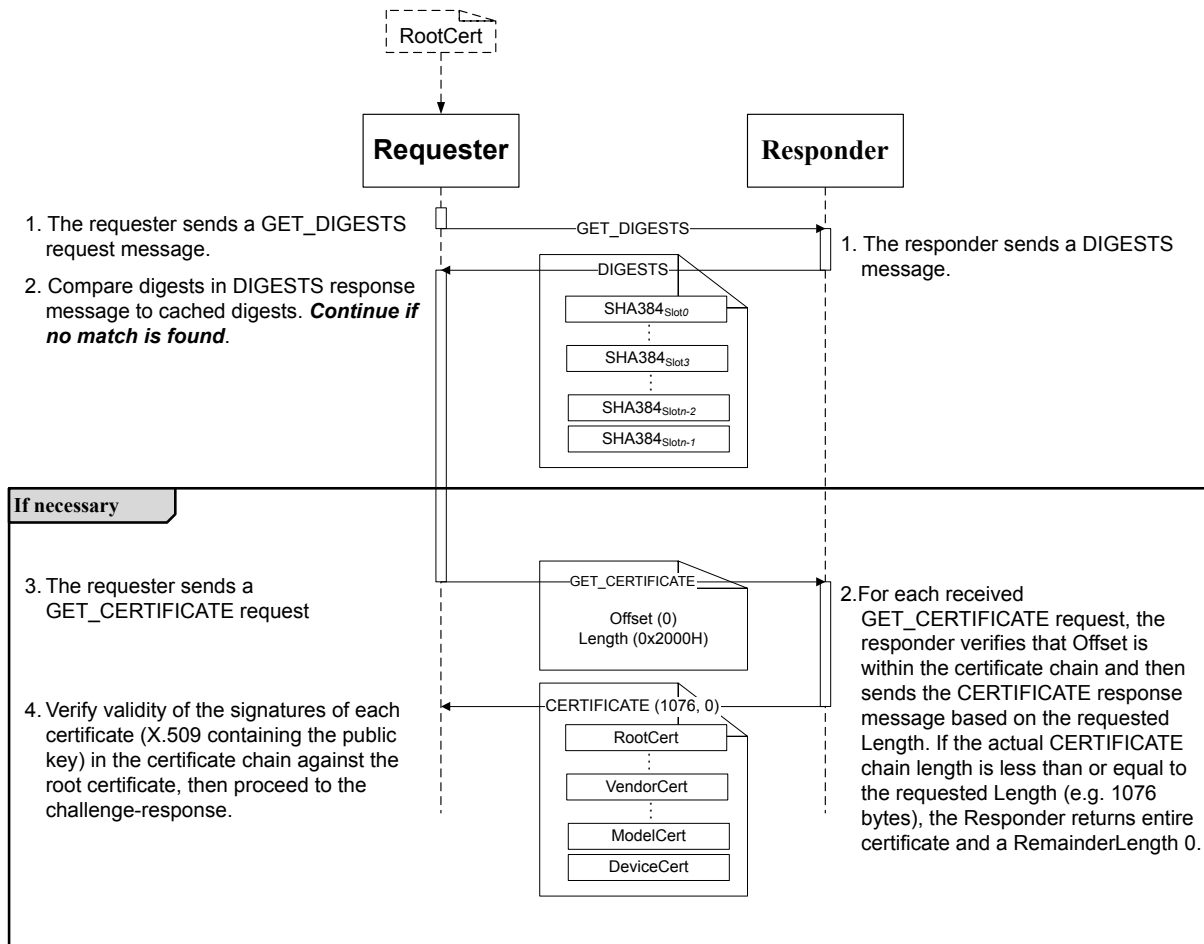 RootCert
Requester
Responder
1. The requester sends a GET_DIGESTS
request message.
GET_DIGESTS
1. The responder sends a DIGESTS
message.
2. Compare digests in DIGESTS response
message to cached digests. Continue if
no match is found.
DIGESTS
SHA384Slot0
SHA384Slot3
SHA384Slotn-2
SHA384Slotn-1
If necessary
3. The requester sends a
GET_CERTIFICATE request
GET_CERTIFICATE
Offset (0)
Length (0x2000H)
2.For each received
GET_CERTIFICATE request, the
responder verifies that Offset is
within the certificate chain and then
sends the CERTIFICATE response
message based on the requested
Length. If the actual CERTIFICATE
chain length is less than or equal to
the requested Length (e.g. 1076
bytes), the Responder returns entire
certificate and a RemainderLength 0.
4. Verify validity of the signatures of each
certificate (X.509 containing the public
key) in the certificate chain against the
root certificate, then proceed to the
challenge-response.
CERTIFICATE (1076, 0)
RootCert
VendorCert
ModelCert
DeviceCert